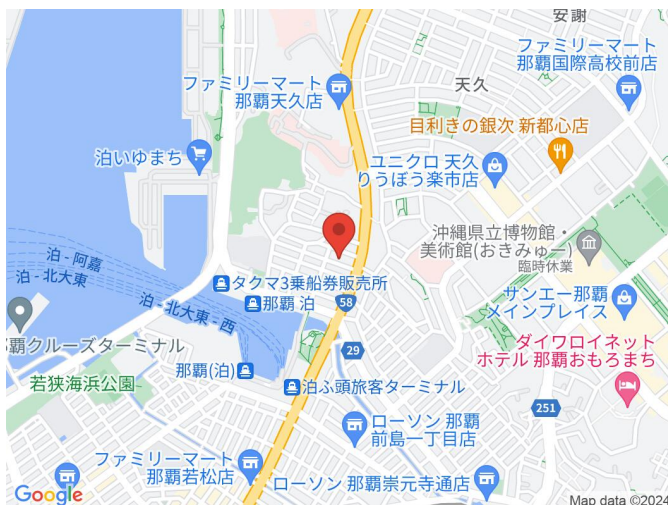 安謝
ファミリーマート
那覇国際高校前店
ファミリーマート
那覇天久店
天久
目利きの銀次 新都心店
泊いゆまち
ユニクロ 天久
りうぼう楽市店
沖縄県立博物館・
美術館(おきみゅー)
臨時休業
泊 - 阿嘉
泊 - 北大東
タクマ3乗船券販売所
泊 - 北大東 - 西
那覇 泊
58
サンエー那覇
メインプレイス
那覇クルーズターミナル
29
ダイワロイネット
ホテル 那覇おもろまち
若狭海浜公園
那覇(泊)
泊ふ頭旅客ターミナル
251
ローソン 那覇
前島一丁目店
ファミリーマート
那覇若松店
ローソン 那覇崇元寺通店
Google
Map data ©2024